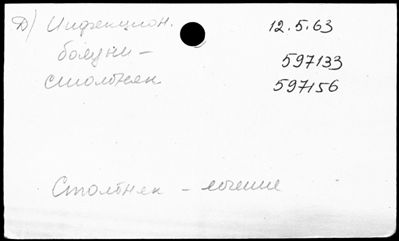 Д) Инфекцион. 12.5.63
болезни – 597133
столбняк 597156
Столбняк – лечение